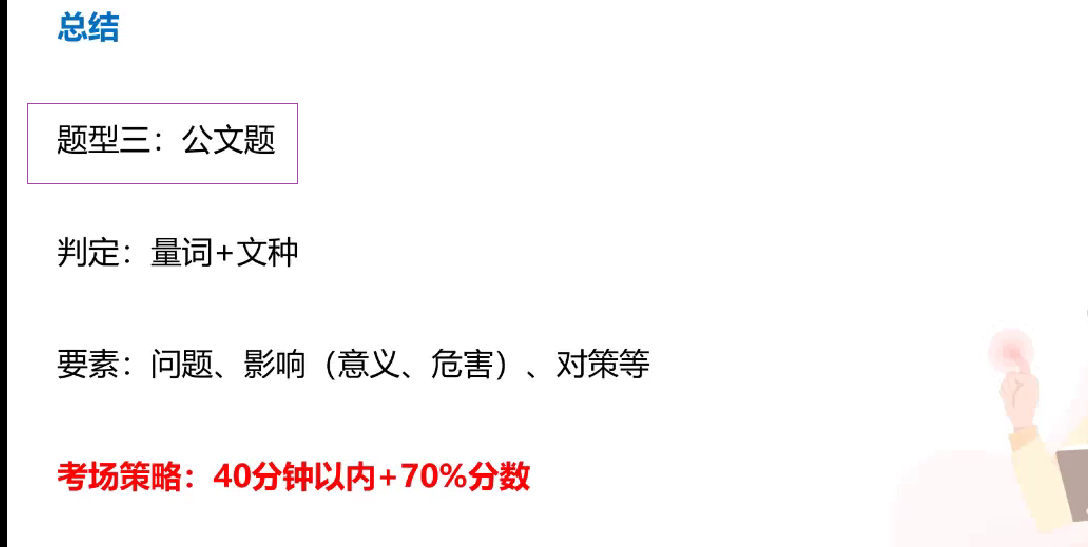 总结
题型三：公文题
判定：量词+文种
要素：问题、影响（意义、危害）、对策等
考场策略：40分钟以内+70%分数